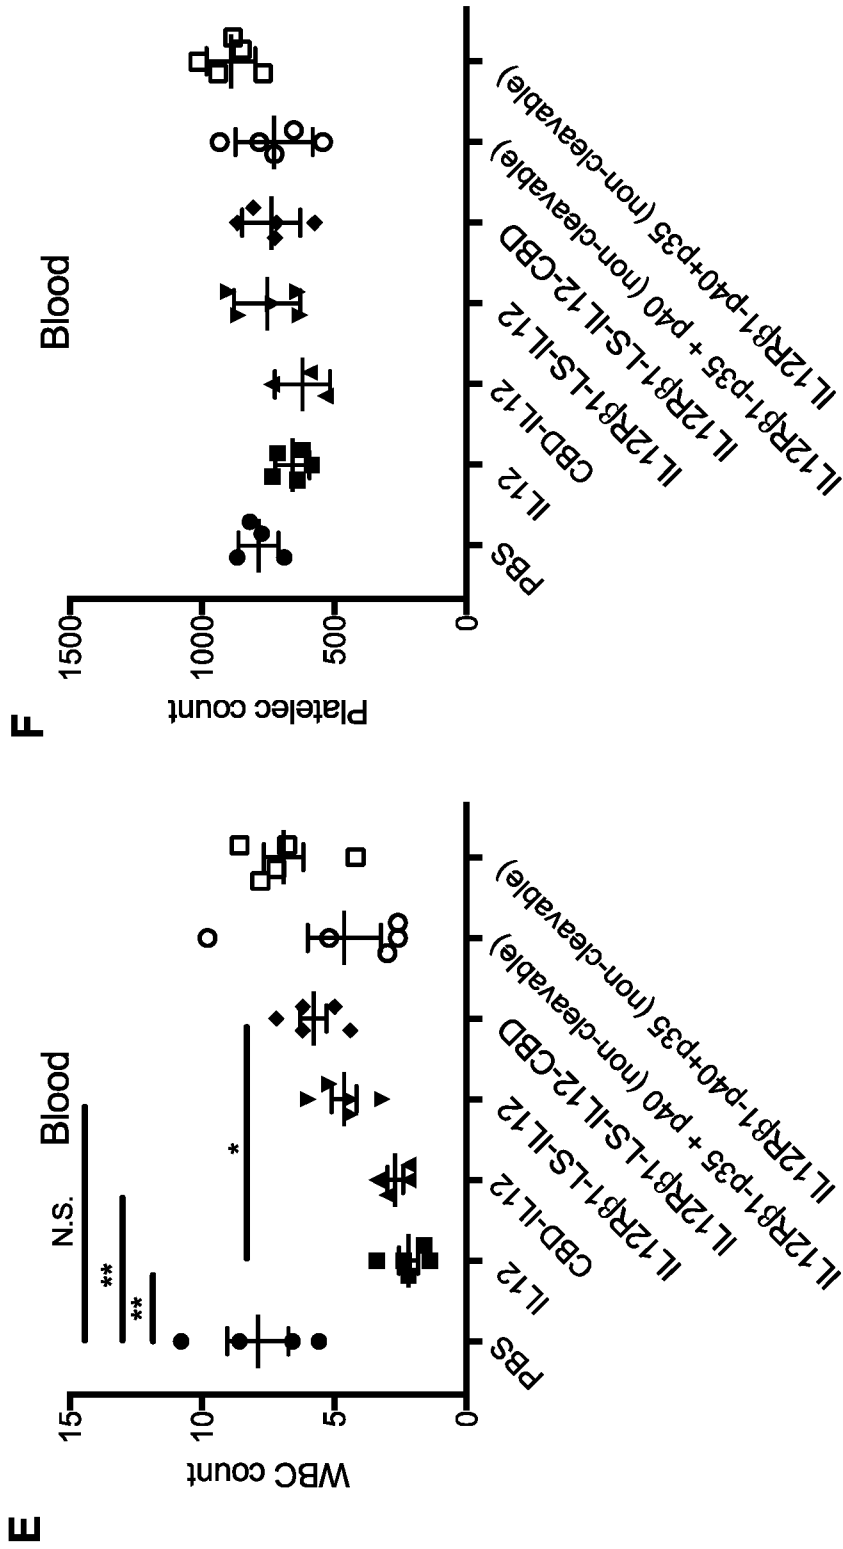 E
Blood
WBC count
15
10
5
0
N.S.
**
**
*
PBS
IL12
CBD-IL12
IL12Rβ1-LS-IL12
IL12Rβ1-LS-IL12-CBD
IL12Rβ1-p35 + p40 (non-cleavable)
IL12Rβ1-p40+p35 (non-cleavable)
F
Blood
Platelec count
1500
1000
500
0
PBS
IL12
CBD-IL12
IL12Rβ1-LS-IL12
IL12Rβ1-LS-IL12-CBD
IL12Rβ1-p35 + p40 (non-cleavable)
IL12Rβ1-p40+p35 (non-cleavable)